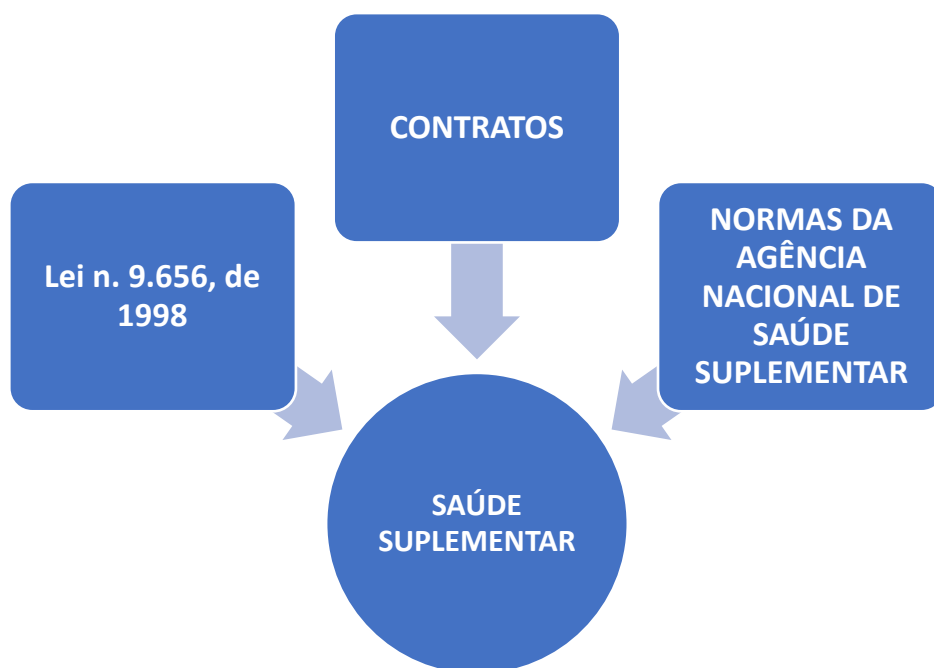 CONTRATOS
Lei n. 9.656, de
1998
NORMAS DA
AGÊNCIA
NACIONAL DE
SAÚDE
SUPLEMENTAR
SAÚDE
SUPLEMENTAR